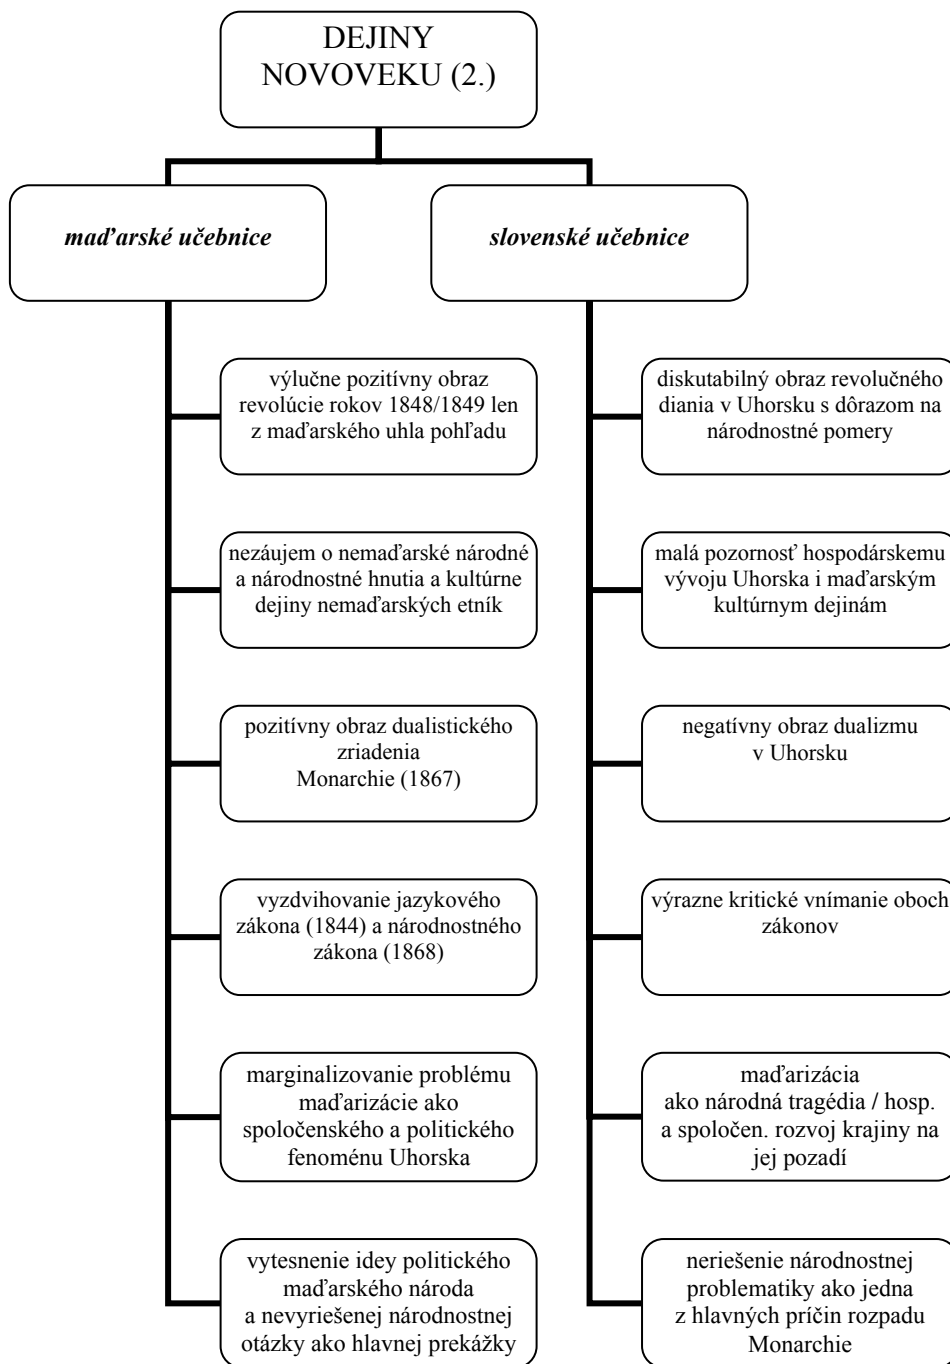 DEJINY
NOVOVEKU (2.)
maďarské učebnice
slovenské učebnice
výlučne pozitívny obraz
revolúcie rokov 1848/1849 len
z maďarského uhla pohľadu
diskutabilný obraz revolučného
diania v Uhorsku s dôrazom na
národnostné pomery
nezáujem o nemaďarské národné
a národnostné hnutia a kultúrne
dejiny nemaďarských etník
malá pozornosť hospodárskemu
vývoju Uhorska i maďarským
kultúrnym dejinám
pozitívny obraz dualistického
zriadenia
Monarchie (1867)
negatívny obraz dualizmu
v Uhorsku
vyzdvihovanie jazykového
zákona (1844) a národnostného
zákona (1868)
výrazne kritické vnímanie oboch
zákonov
marginalizovanie problému
maďarizácie ako
spoločenského a politického
fenoménu Uhorska
maďarizácia
ako národná tragédia / hosp.
a spoločen. rozvoj krajiny na
jej pozadí
vytesnenie idey politického
maďarského národa
a nevyriešenej národnostnej
otázky ako hlavnej prekážky
neriešenie národnostnej
problematiky ako jedna
z hlavných príčin rozpadu
Monarchie